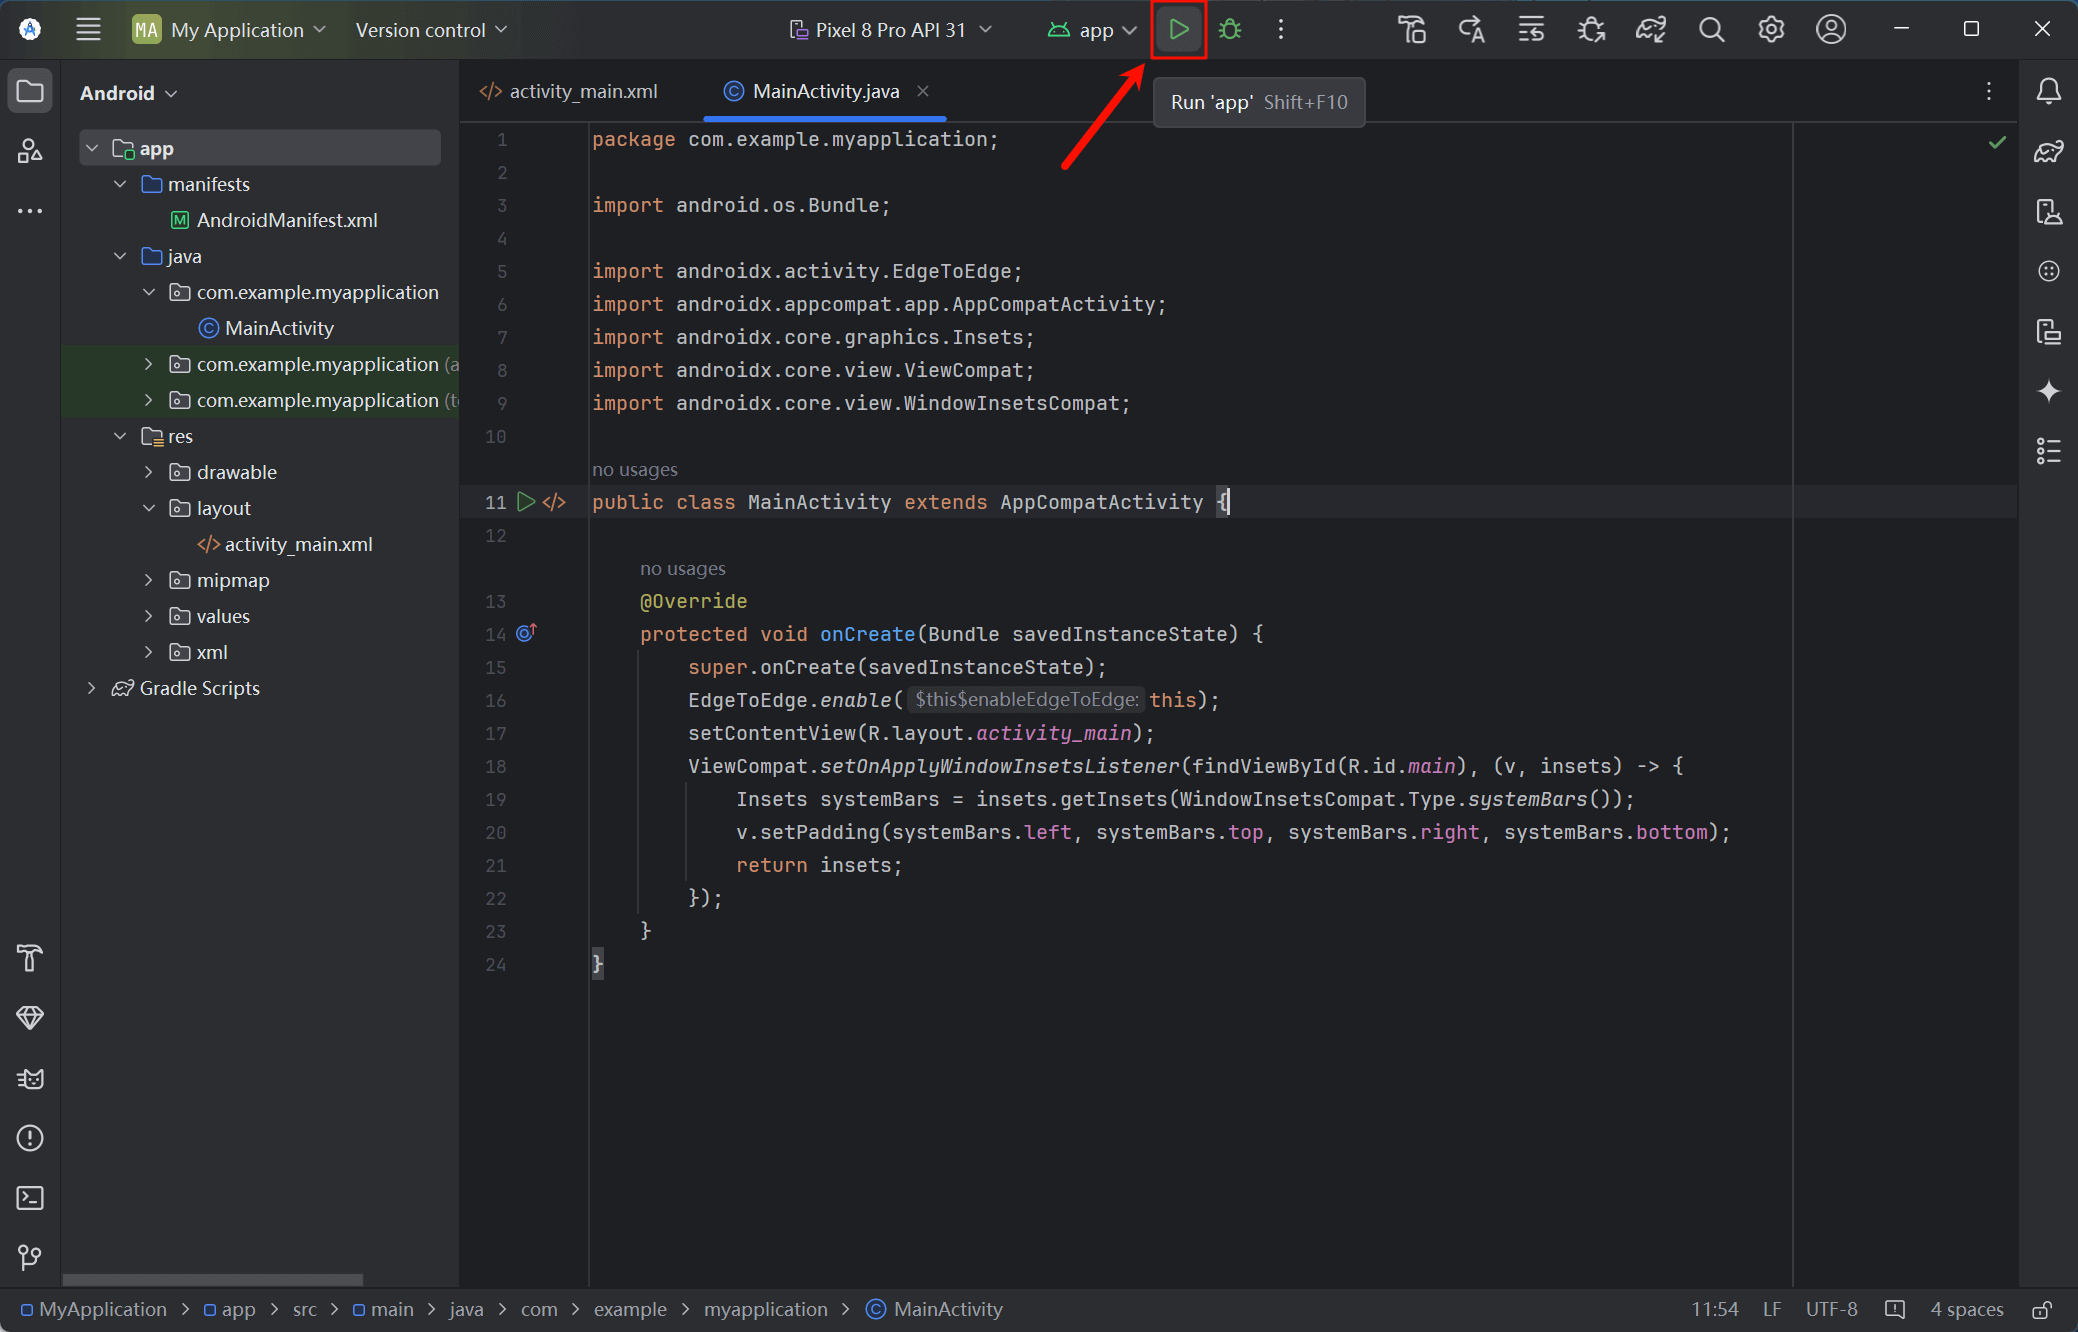 MA My Application Version control Pixel 8 Pro API 31 app
Android
activity_main.xml MainActivity.java
Run 'app' Shift+F10
app
manifests
AndroidManifest.xml
java
com.example.myapplication
MainActivity
com.example.myapplication (a
com.example.myapplication (t
res
drawable
layout
activity_main.xml
mipmap
values
xml
Gradle Scripts
1 package com.example.myapplication;
2
3 import android.os.Bundle;
4
5 import androidx.activity.EdgeToEdge;
6 import androidx.appcompat.app.AppCompatActivity;
7 import androidx.core.graphics.Insets;
8 import androidx.core.view.ViewCompat;
9 import androidx.core.view.WindowInsetsCompat;
10
no usages
11 public class MainActivity extends AppCompatActivity {
12
no usages
13 @Override
14 protected void onCreate(Bundle savedInstanceState) {
15 super.onCreate(savedInstanceState);
16 EdgeToEdge.enable( $this$enableEdgeToEdge: this);
17 setContentView(R.layout.activity_main);
18 ViewCompat.setOnApplyWindowInsetsListener(findViewById(R.id.main), (v, insets) -> {
19 Insets systemBars = insets.getInsets(WindowInsetsCompat.Type.systemBars());
20 v.setPadding(systemBars.left, systemBars.top, systemBars.right, systemBars.bottom);
21 return insets;
22 });
23 }
24 }
MyApplication > app > src > main > java > com > example > myapplication > MainActivity 11:54 LF UTF-8 4 spaces